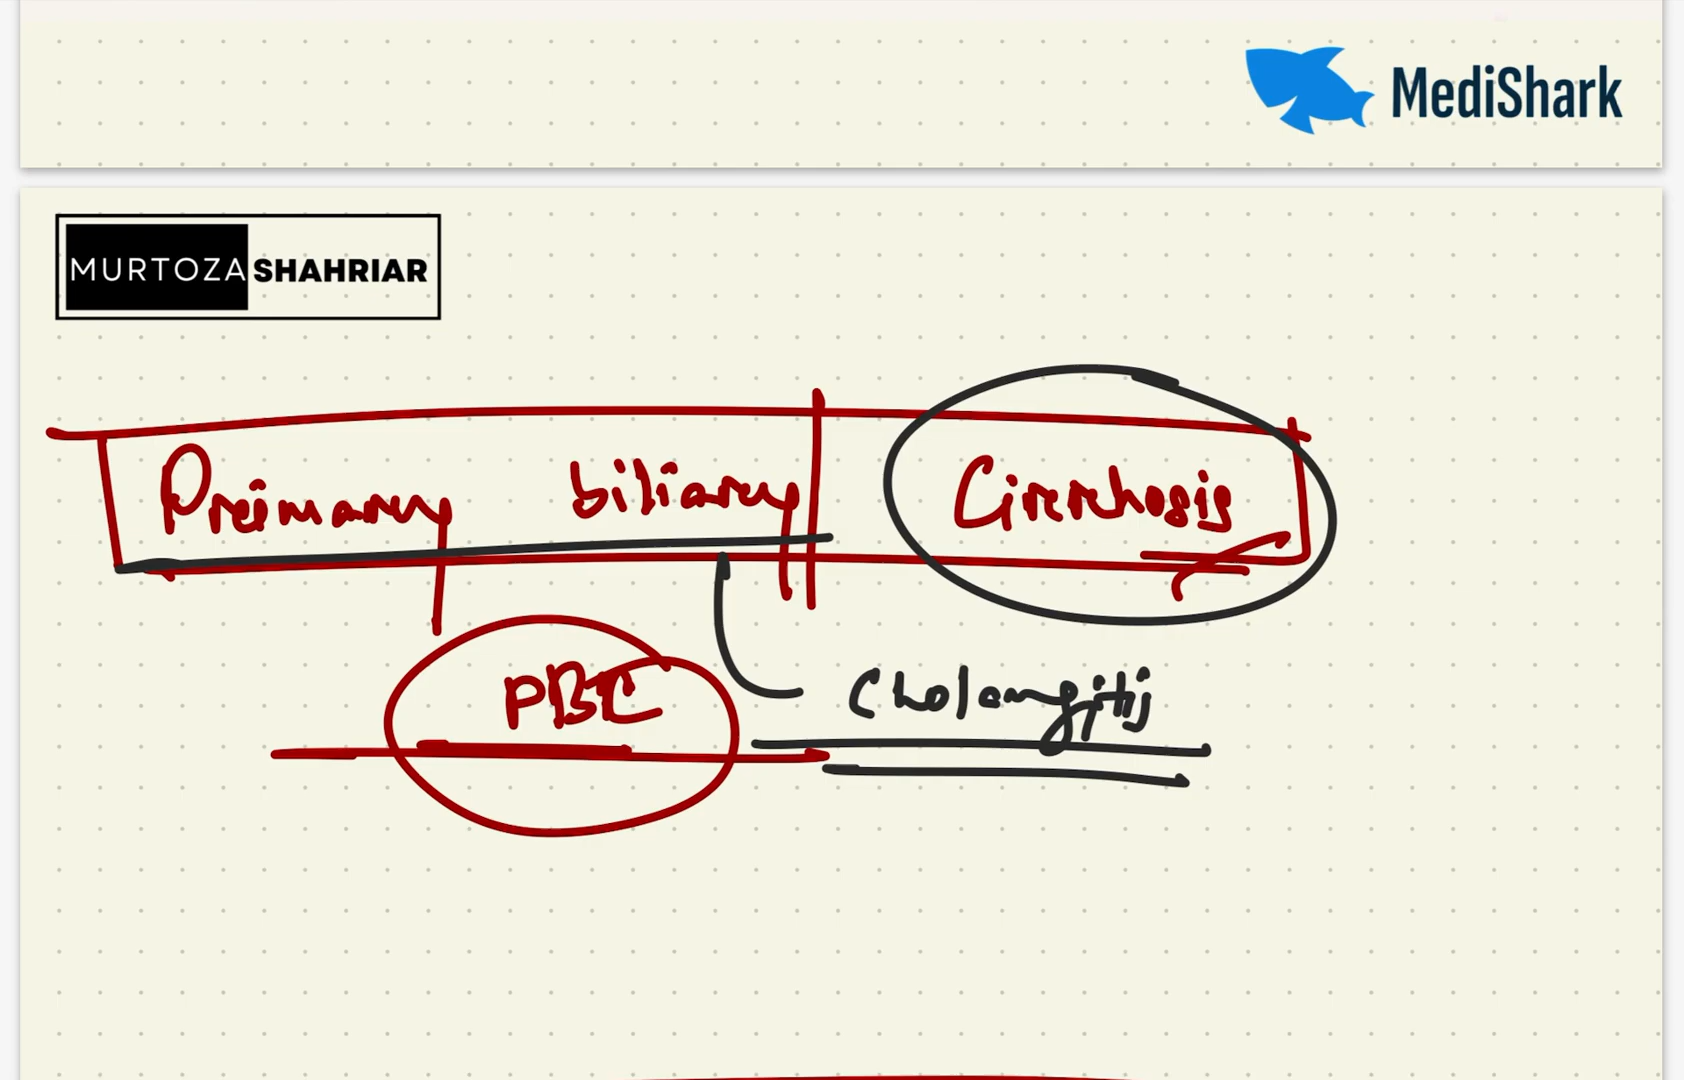 MediShark
MURTOZA SHAHRIAR
Primary biliary Cirrhosis
PBC
Cholangitis